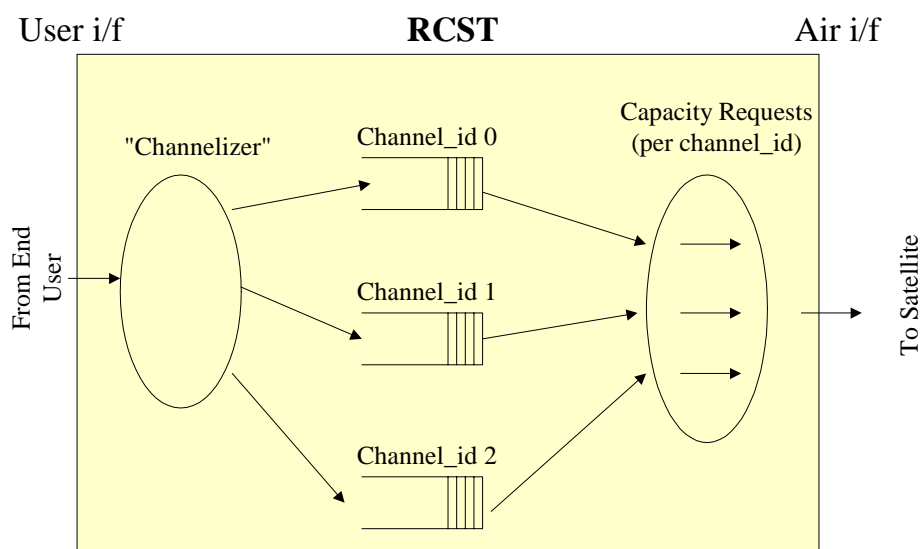 User i/f
RCST
Air i/f
"Channelizer"
Channel_id 0
Capacity Requests
(per channel_id)
From End
User
Channel_id 1
To Satellite
Channel_id 2